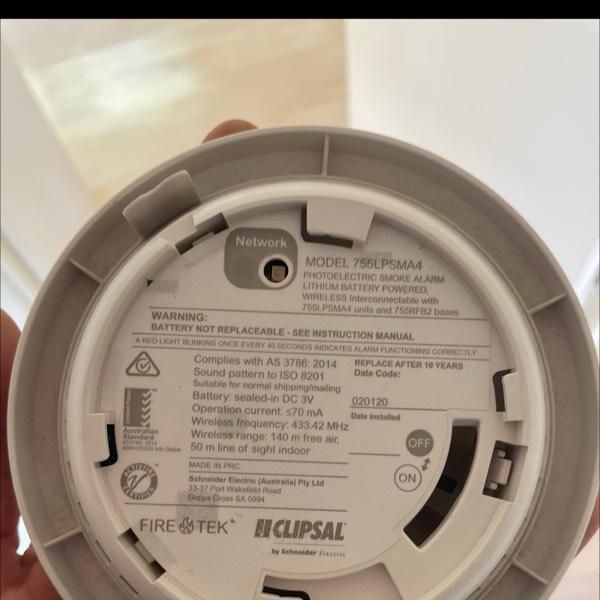 Network
MODEL 755LPSMA4
PHOTOELECTRIC SMOKE ALARM
LITHIUM BATTERY POWERED,
WIRELESS Interconnectable with
755LPSMA4 units and 755RFB2 bases
WARNING:
BATTERY NOT REPLACEABLE - SEE INSTRUCTION MANUAL
A RED LIGHT BLINKING ONCE EVERY 40 SECONDS INDICATES ALARM FUNCTIONING CORRECTLY
Complies with AS 3786: 2014
Sound pattern to ISO 8201
Suitable for normal shipping/mailing
Battery: sealed-in DC 3V
Operation current: ≤70 mA
Wireless frequency: 433.42 MHz
Wireless range: 140 m free air,
50 m line of sight indoor
REPLACE AFTER 10 YEARS
Date Code:
020120
Date installed
OFF
ON
Australian
Standard
MADE IN PRC
Schneider Electric (Australia) Pty Ltd
33-37 Port Wakefield Road
Gepps Cross SA 5094
ACTIVFIRE
FIRE TEK
CLIPSAL
by Schneider Electric